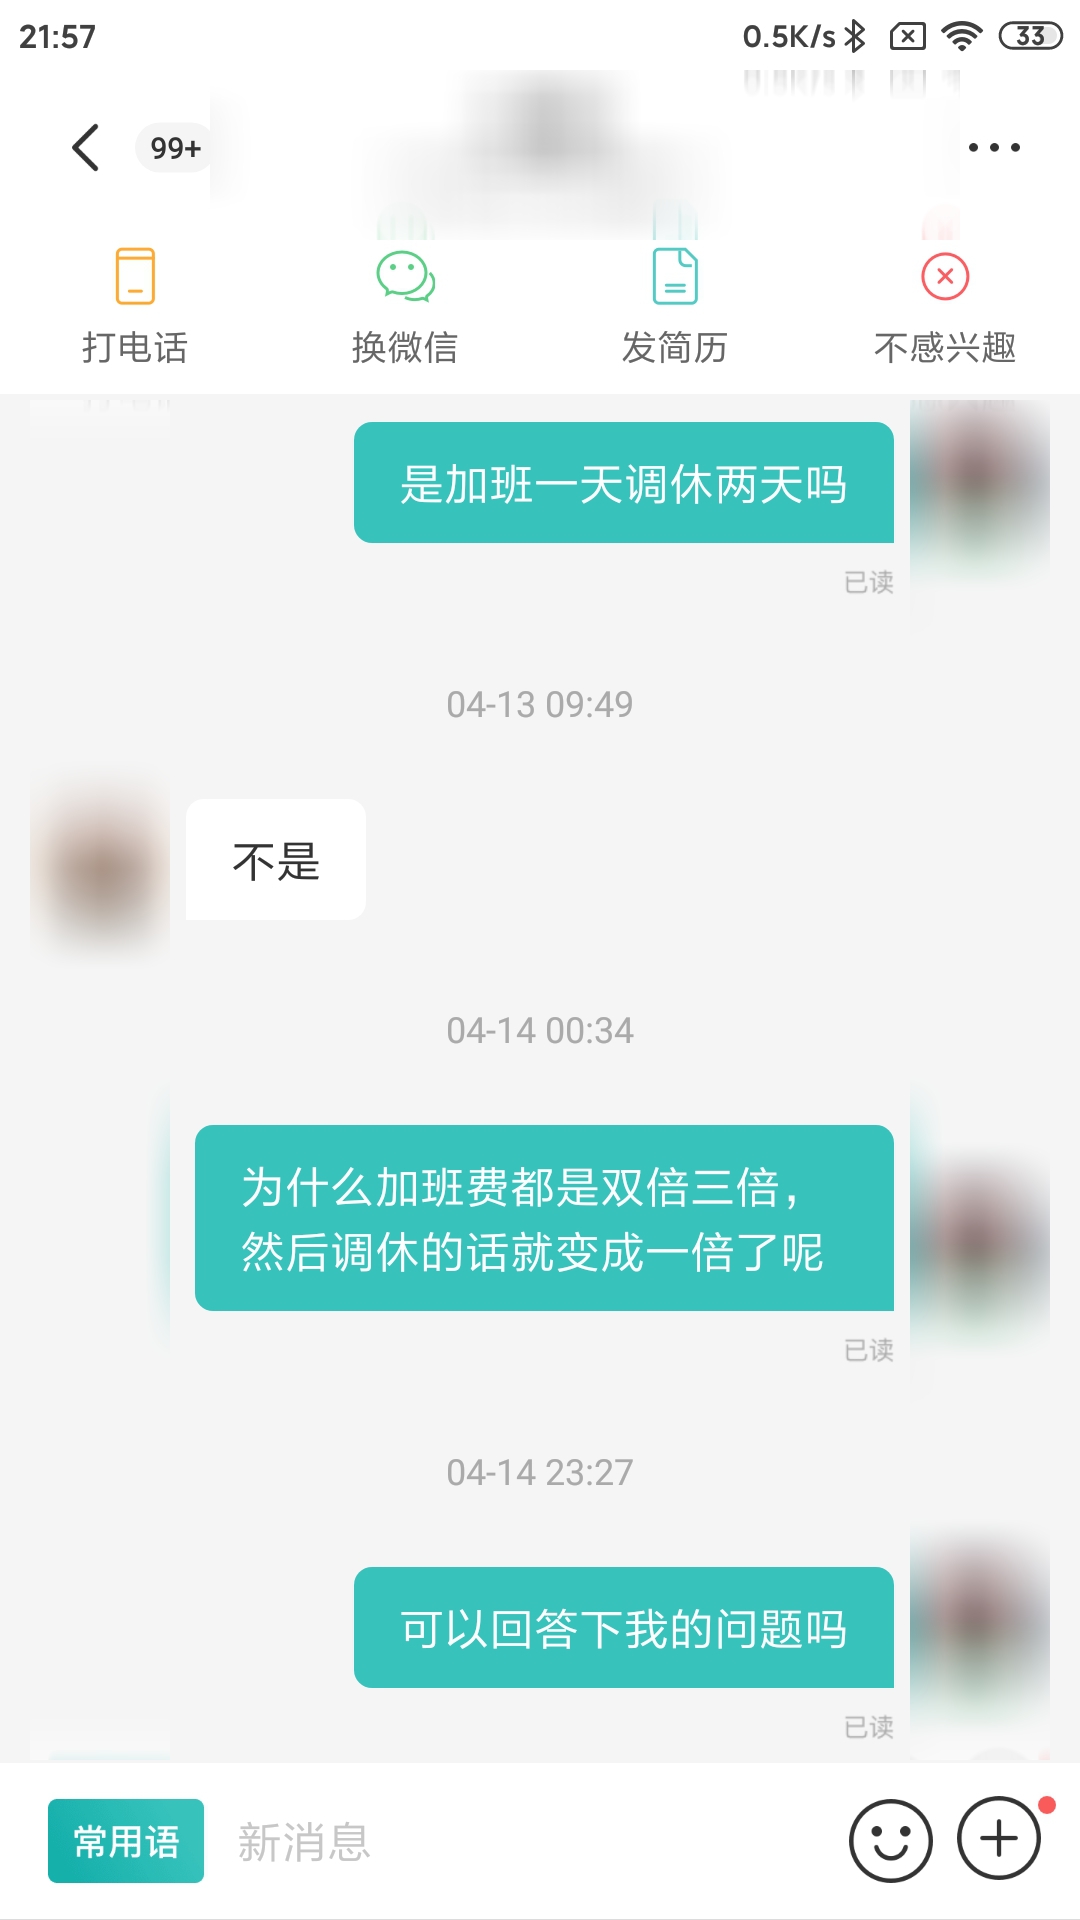 21:57
0.5K/s
33
99+
打电话
换微信
发简历
不感兴趣
是加班一天调休两天吗
已读
04-13 09:49
不是
04-14 00:34
为什么加班费都是双倍三倍，
然后调休的话就变成一倍了呢
已读
04-14 23:27
可以回答下我的问题吗
已读
常用语
新消息